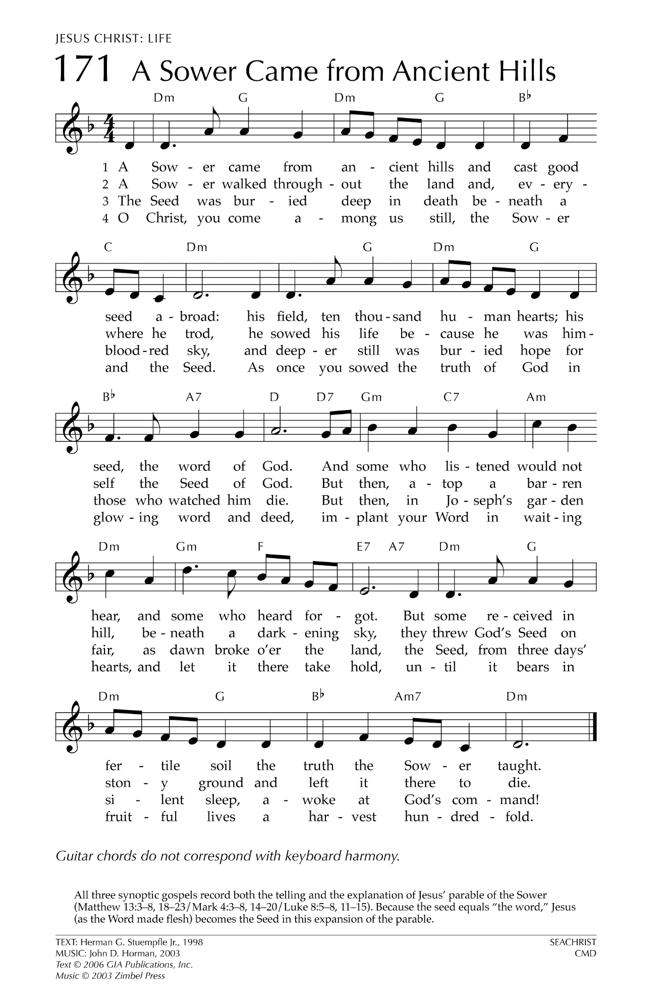 JESUS CHRIST: LIFE
171 A Sower Came from Ancient Hills
Dm G Dm G B♭
4
4
1 A Sow - er came from an - cient hills and cast good
2 A Sow - er walked through - out the land and, ev - ery -
3 The Seed was bur - ied deep in death be - neath a
4 O Christ, you come a - mong us still, the Sow - er
C Dm G Dm G
seed a - broad: his field, ten thou - sand hu - man hearts; his
where he trod, he sowed his life be - cause he was him -
blood - red sky, and deep - er still was bur - ied hope for
and the Seed. As once you sowed the truth of God in
B♭ A7 D D7 Gm C7 Am
seed, the word of God. And some who lis - tened would not
self the Seed of God. But then, a - top a bar - ren
those who watched him die. But then, in Jo - seph's gar - den
glow - ing word and deed, im - plant your Word in wait - ing
Dm Gm F E7 A7 Dm G
hear, and some who heard for - got. But some re - ceived in
hill, be - neath a dark - ening sky, they threw God's Seed on
fair, as dawn broke o'er the land, the Seed, from three days'
hearts, and let it there take hold, un - til it bears in
Dm G B♭ Am7 Dm
fer - tile soil the truth the Sow - er taught.
ston - y ground and left it there to die.
si - lent sleep, a - woke at God's com - mand!
fruit - ful lives a har - vest hun - dred - fold.
Guitar chords do not correspond with keyboard harmony.
All three synoptic gospels record both the telling and the explanation of Jesus' parable of the Sower
(Matthew 13:3–8, 18–23/Mark 4:3–8, 14–20/Luke 8:5–8, 11–15). Because the seed equals “the word,” Jesus
(as the Word made flesh) becomes the Seed in this expansion of the parable.
TEXT: Herman G. Stuempfle Jr., 1998 SEACHRIST
MUSIC: John D. Horman, 2003 CMD
Text © 2006 GIA Publications, Inc.
Music © 2003 Zimbel Press